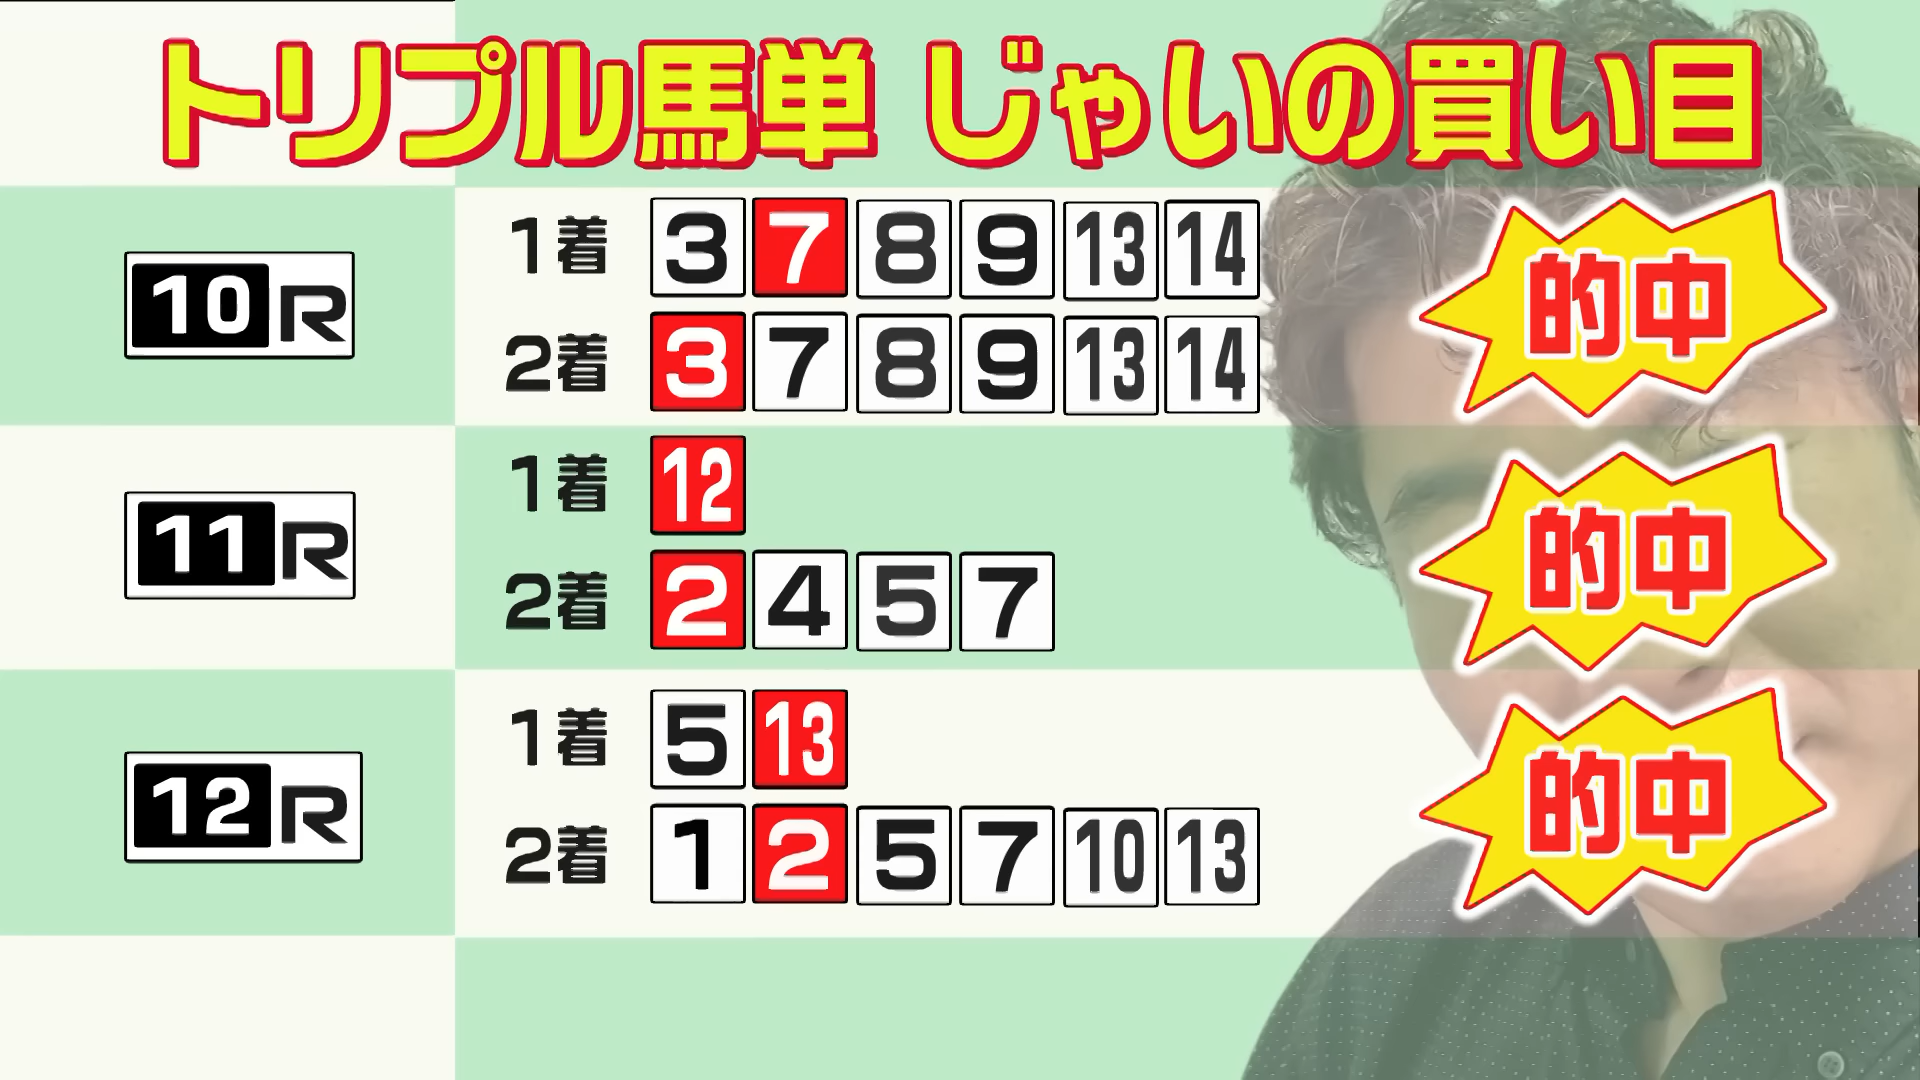 トリプル馬単 じゃいの買い目
10R
1着 3 7 8 9 13 14
2着 3 7 8 9 13 14
的中
11R
1着 12
2着 2 4 5 7
的中
12R
1着 5 13
2着 1 2 5 7 10 13
的中